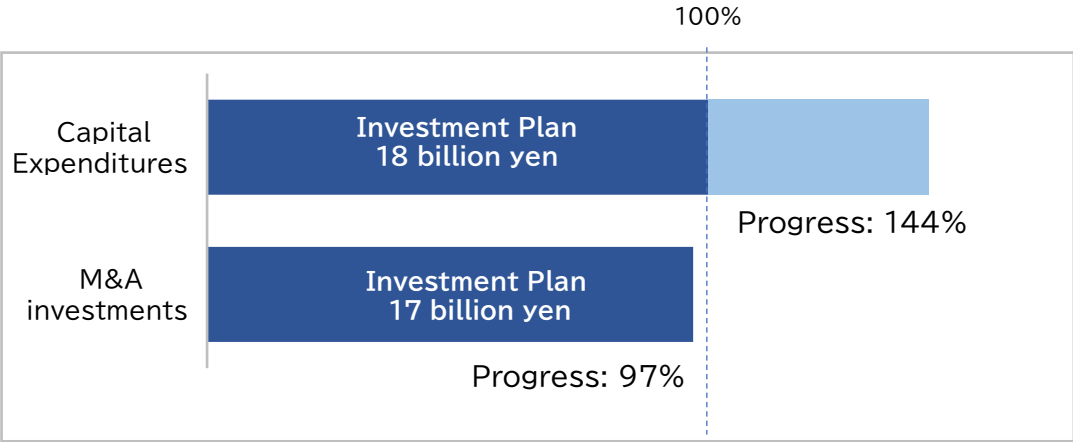 100%
Capital
Expenditures
Investment Plan
18 billion yen
Progress: 144%
M&A
investments
Investment Plan
17 billion yen
Progress: 97%